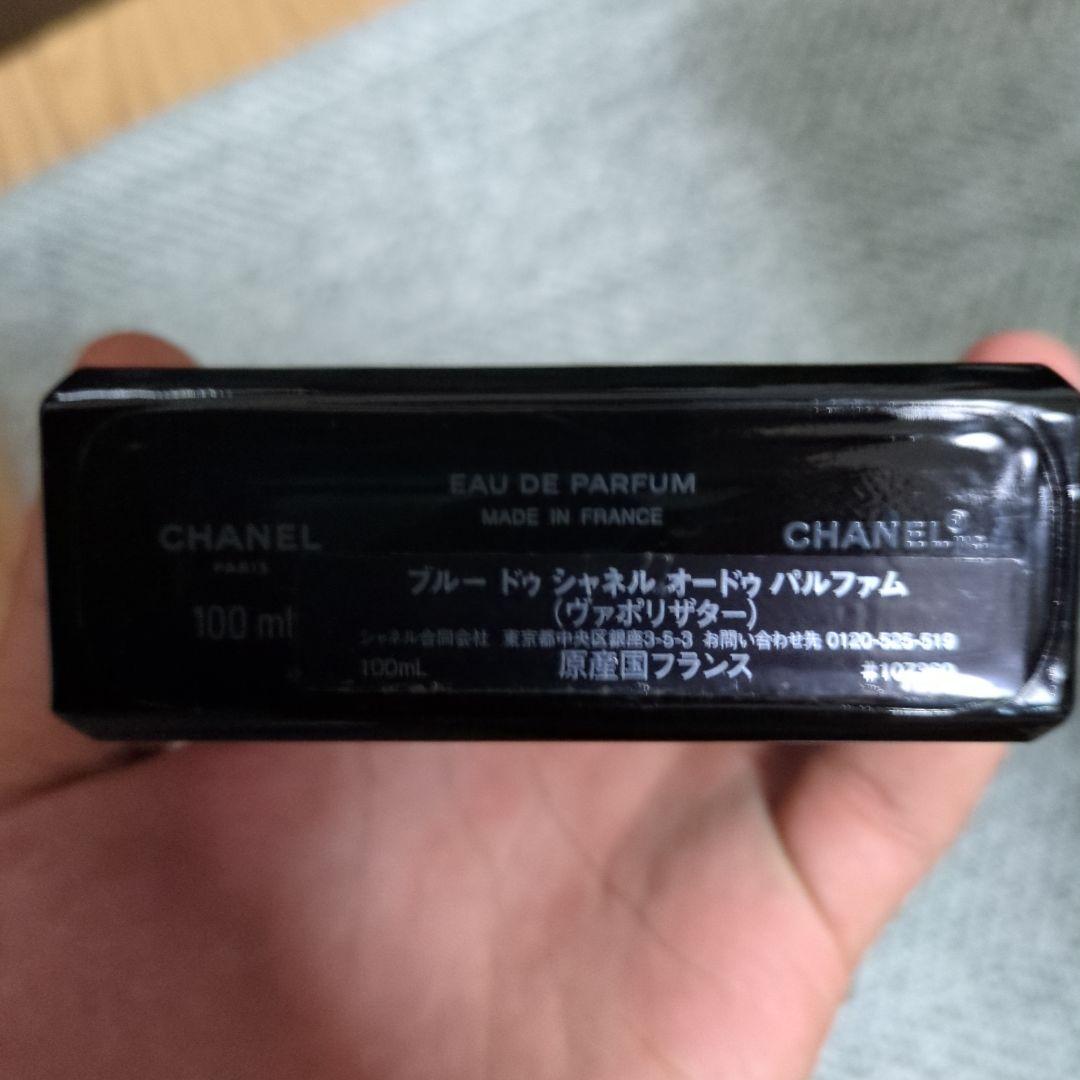 EAU DE PARFUM
MADE IN FRANCE
CHANEL
PARIS
100 ml
CHANEL
ブルー ドゥ シャネル オードゥ パルファム
(ヴァポリザター)
シャネル合同会社 東京都中央区銀座3-5-3 お問い合わせ先 0120-525-519
100mL 原産国フランス